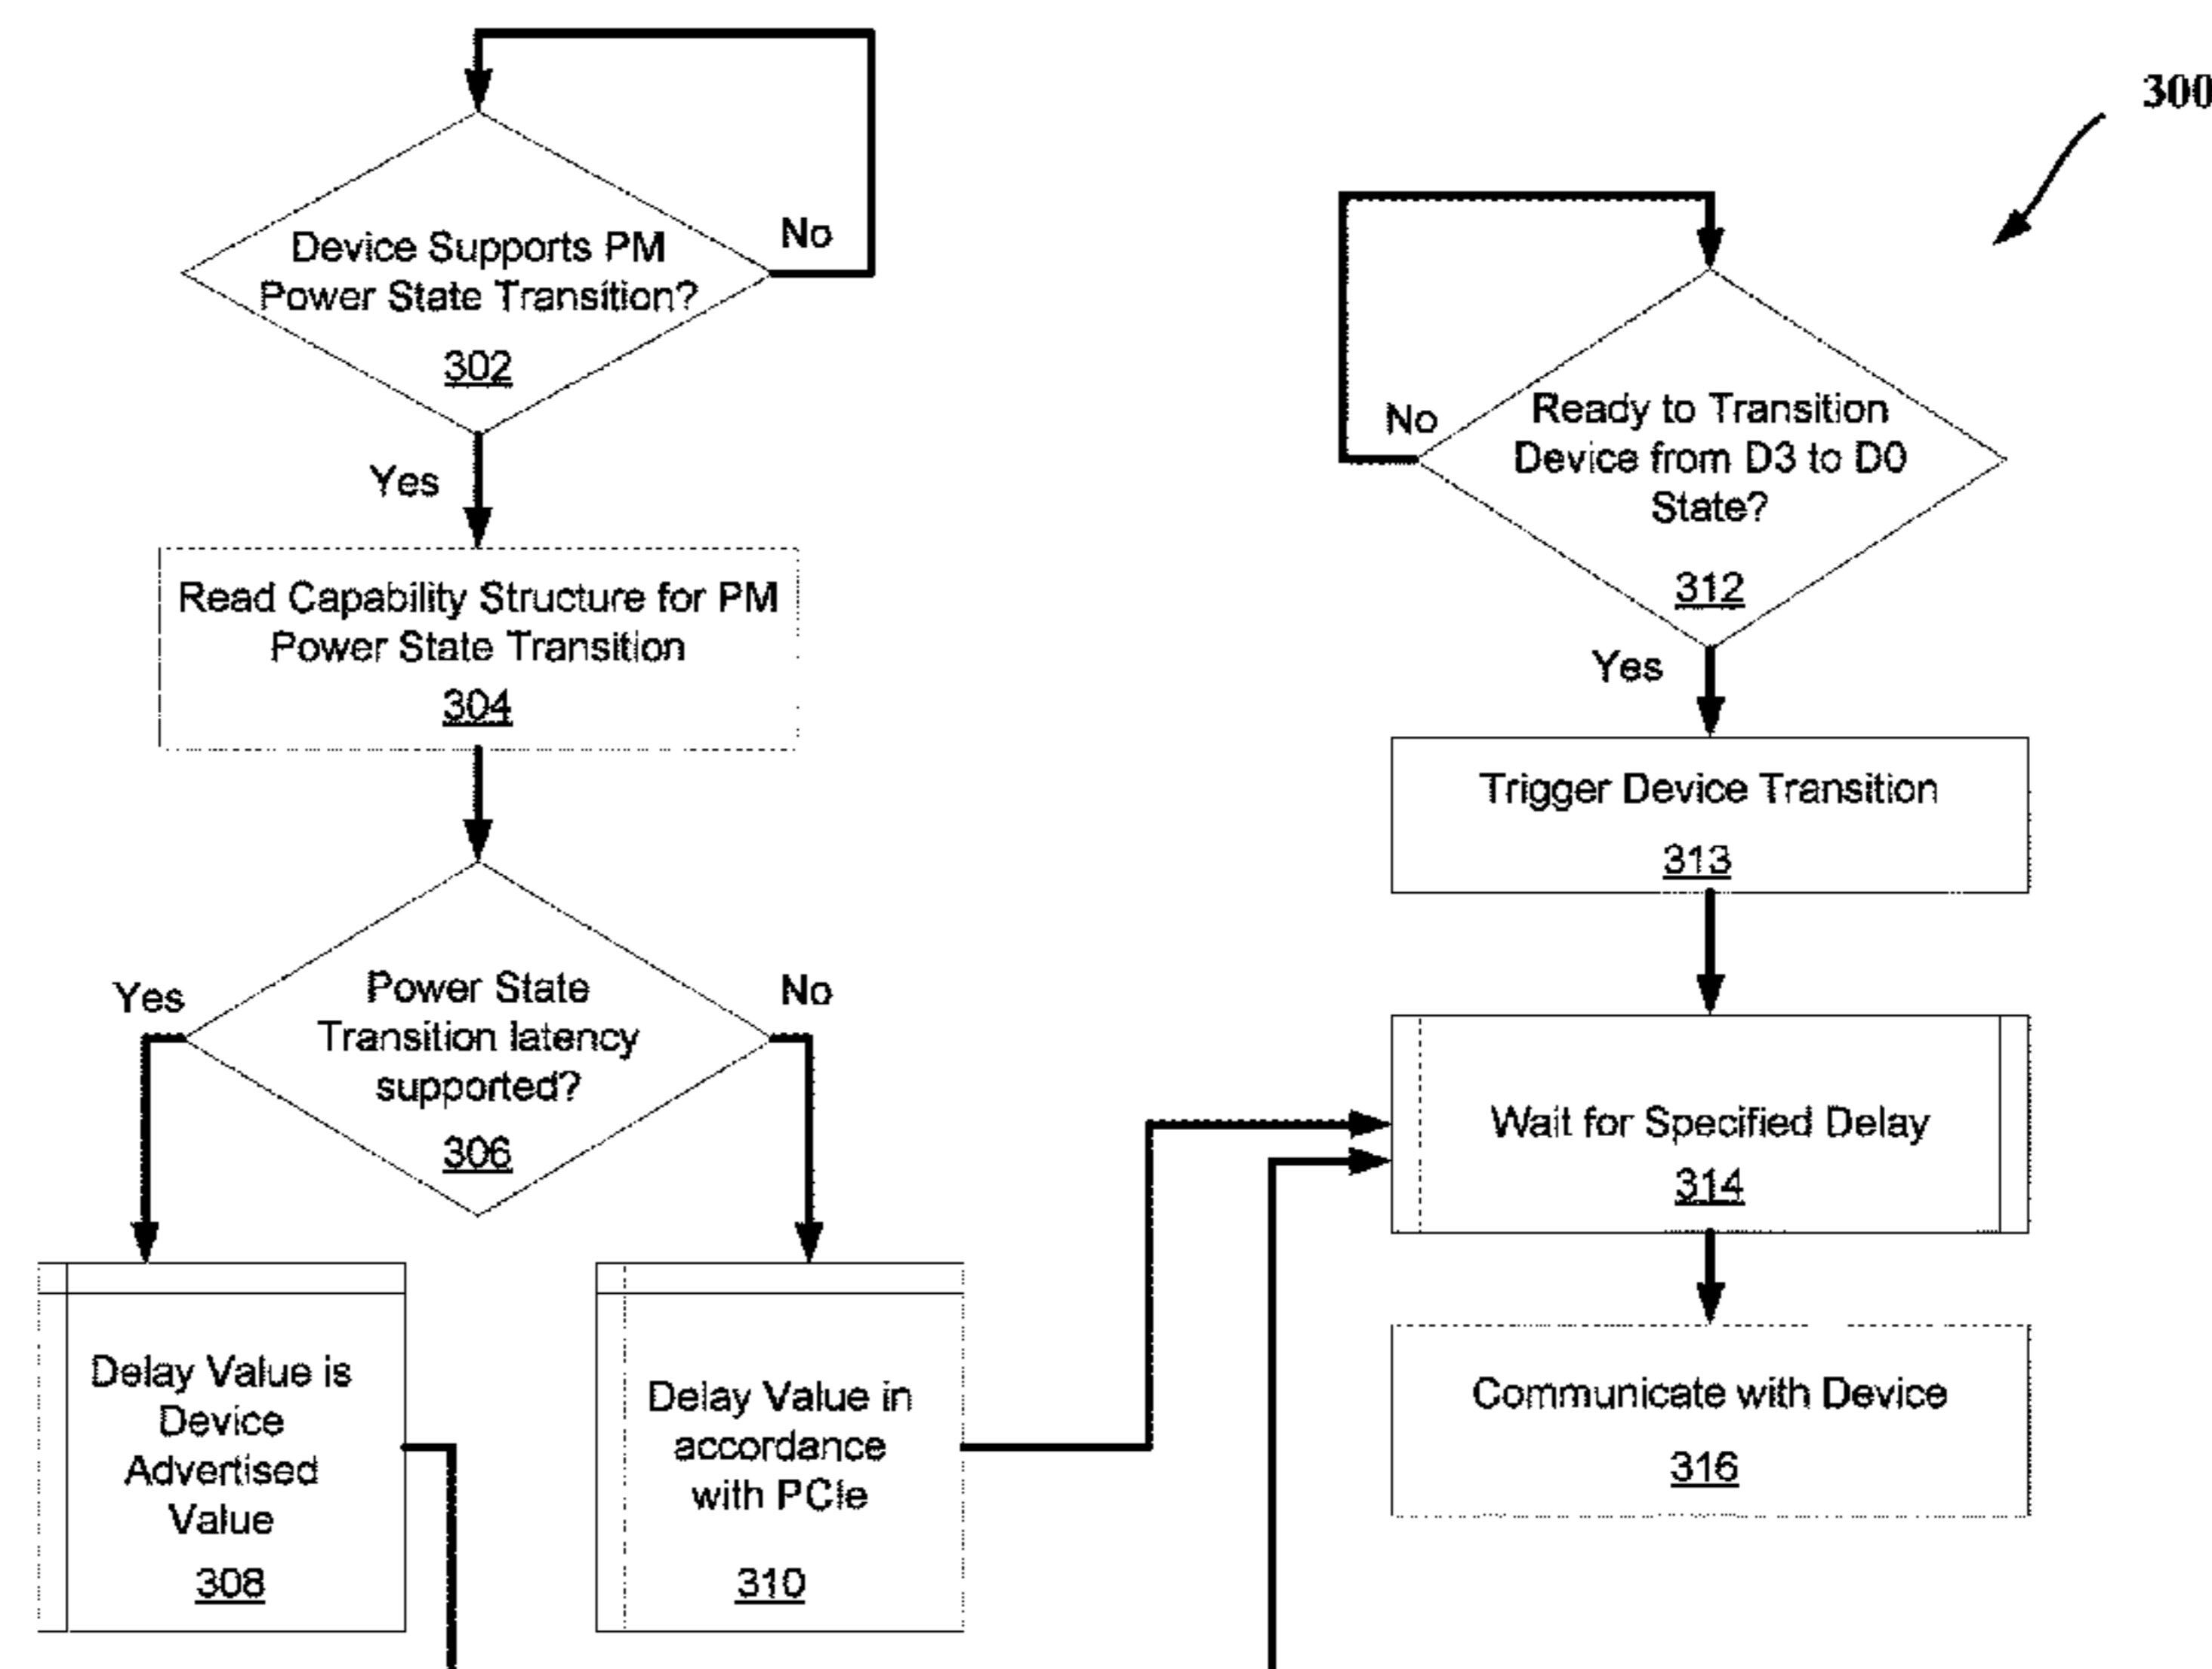 300
Device Supports PM
Power State Transition?
302
No
Yes
Read Capability Structure for PM
Power State Transition
304
Power State
Transition latency
supported?
306
Yes
No
Delay Value is
Device
Advertised
Value
308
Delay Value in
accordance
with PCIe
310
Ready to Transition
Device from D3 to D0
State?
312
No
Yes
Trigger Device Transition
313
Wait for Specified Delay
314
Communicate with Device
316